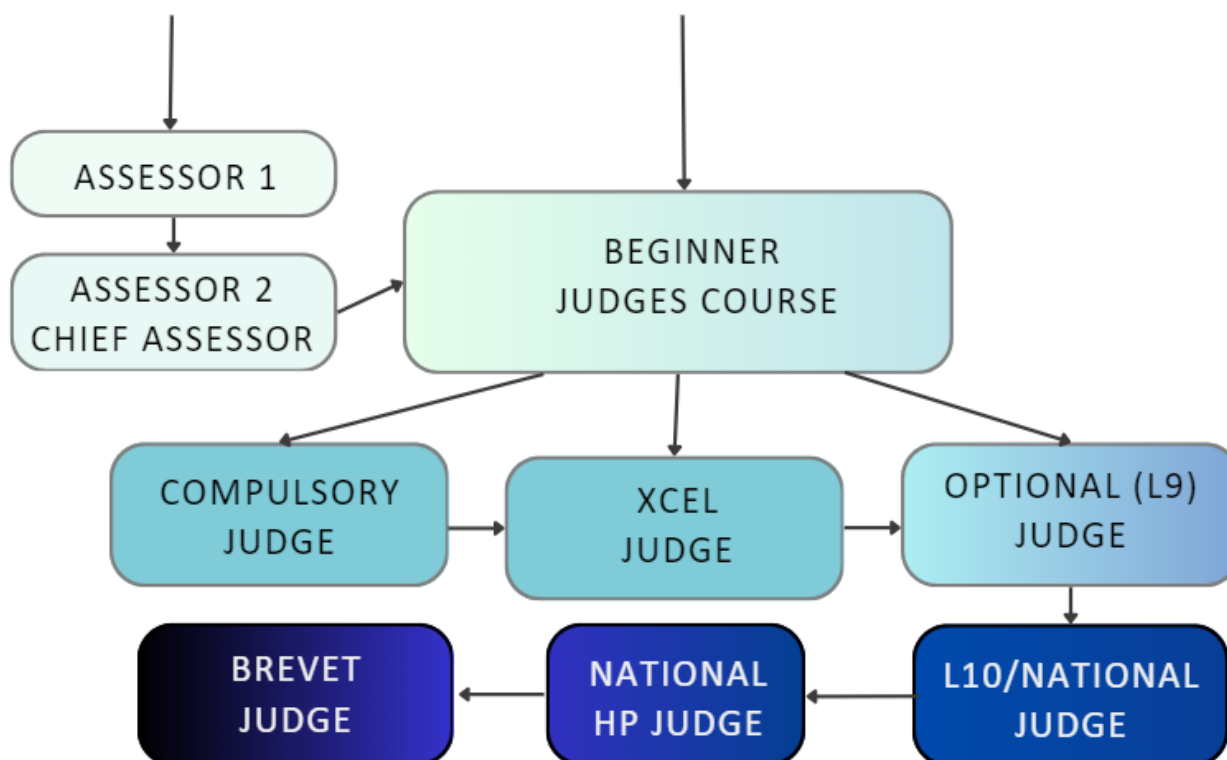 ASSESSOR 1
ASSESSOR 2
CHIEF ASSESSOR
BEGINNER
JUDGES COURSE
COMPULSORY
JUDGE
XCEL
JUDGE
OPTIONAL (L9)
JUDGE
BREVET
JUDGE
NATIONAL
HP JUDGE
L10/NATIONAL
JUDGE